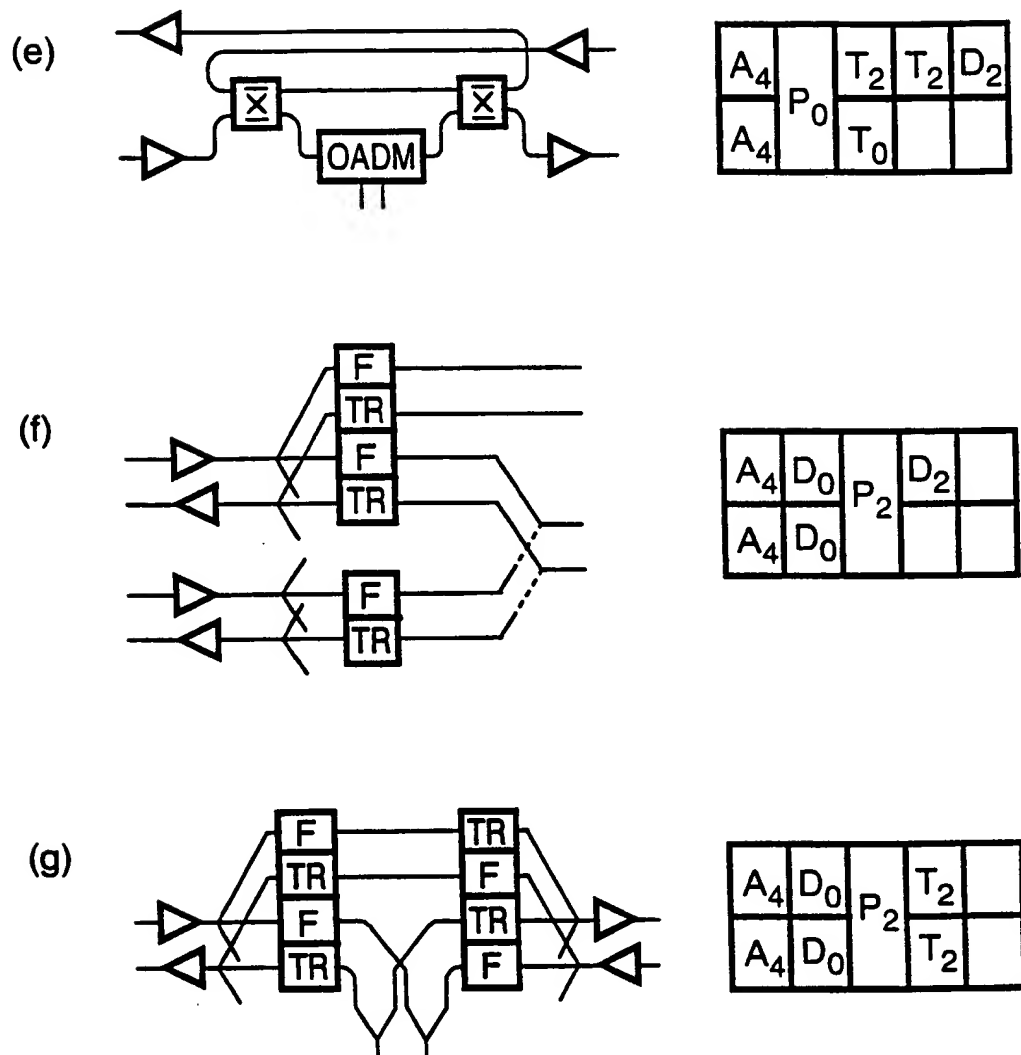 (e)
X
X
OADM
A4 P0 T2 T2 D2
A4 T0
(f)
F
TR
F
TR
F
TR
A4 D0 P2 D2
A4 D0
(g)
F TR
TR F
F TR
TR F
A4 D0 P2 T2
A4 D0 T2